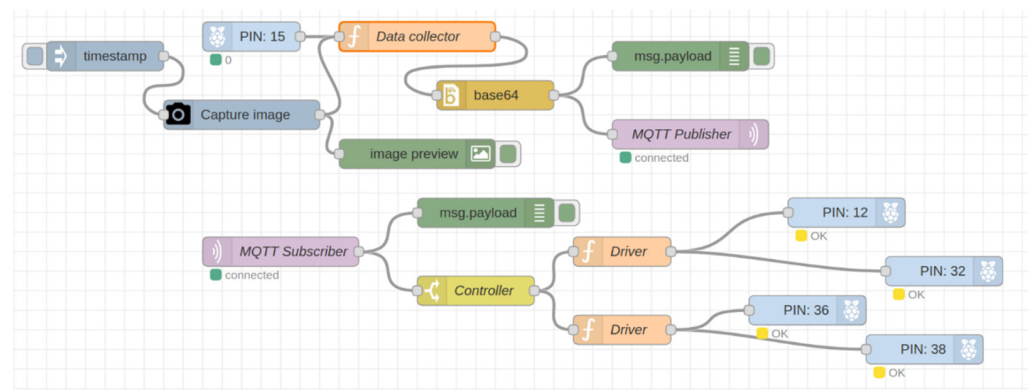 PIN: 15
Data collector
0
timestamp
msg.payload
base64
Capture image
MQTT Publisher
connected
image preview
msg.payload
PIN: 12
OK
MQTT Subscriber
connected
Driver
PIN: 32
OK
Controller
PIN: 36
OK
Driver
PIN: 38
OK